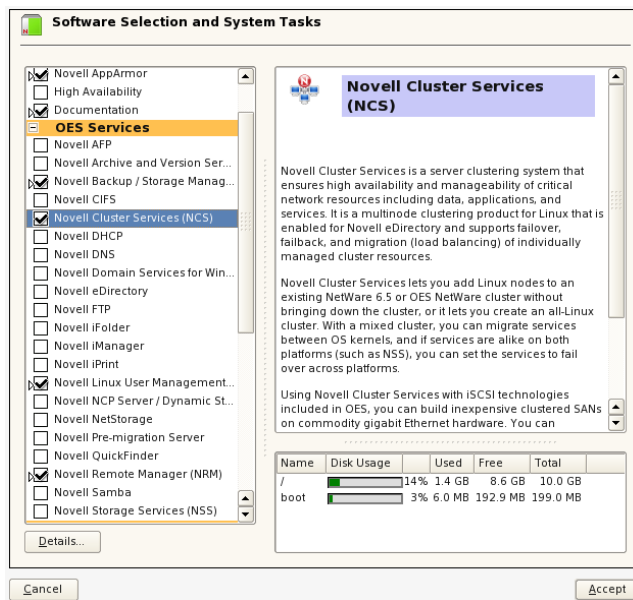 Software Selection and System Tasks
Novell AppArmor
High Availability
Documentation
OES Services
Novell AFP
Novell Archive and Version Ser...
Novell Backup / Storage Manag...
Novell CIFS
Novell Cluster Services (NCS)
Novell DHCP
Novell DNS
Novell Domain Services for Win...
Novell eDirectory
Novell FTP
Novell iFolder
Novell iManager
Novell iPrint
Novell Linux User Management...
Novell NCP Server / Dynamic St...
Novell NetStorage
Novell Pre-migration Server
Novell QuickFinder
Novell Remote Manager (NRM)
Novell Samba
Novell Storage Services (NSS)
Details...
Novell Cluster Services
(NCS)
Novell Cluster Services is a server clustering system that
ensures high availability and manageability of critical
network resources including data, applications, and
services. It is a multinode clustering product for Linux that is
enabled for Novell eDirectory and supports failover,
failback, and migration (load balancing) of individually
managed cluster resources.
Novell Cluster Services lets you add Linux nodes to an
existing NetWare 6.5 or OES NetWare cluster without
bringing down the cluster, or it lets you create an all-Linux
cluster. With a mixed cluster, you can migrate services
between OS kernels, and if services are alike on both
platforms (such as NSS), you can set the services to fail
over across platforms.
Using Novell Cluster Services with iSCSI technologies
included in OES, you can build inexpensive clustered SANs
on commodity gigabit Ethernet hardware. You can
Name Disk Usage Used Free Total
/ 14% 1.4 GB 8.6 GB 10.0 GB
boot 3% 6.0 MB 192.9 MB 199.0 MB
Cancel
Accept